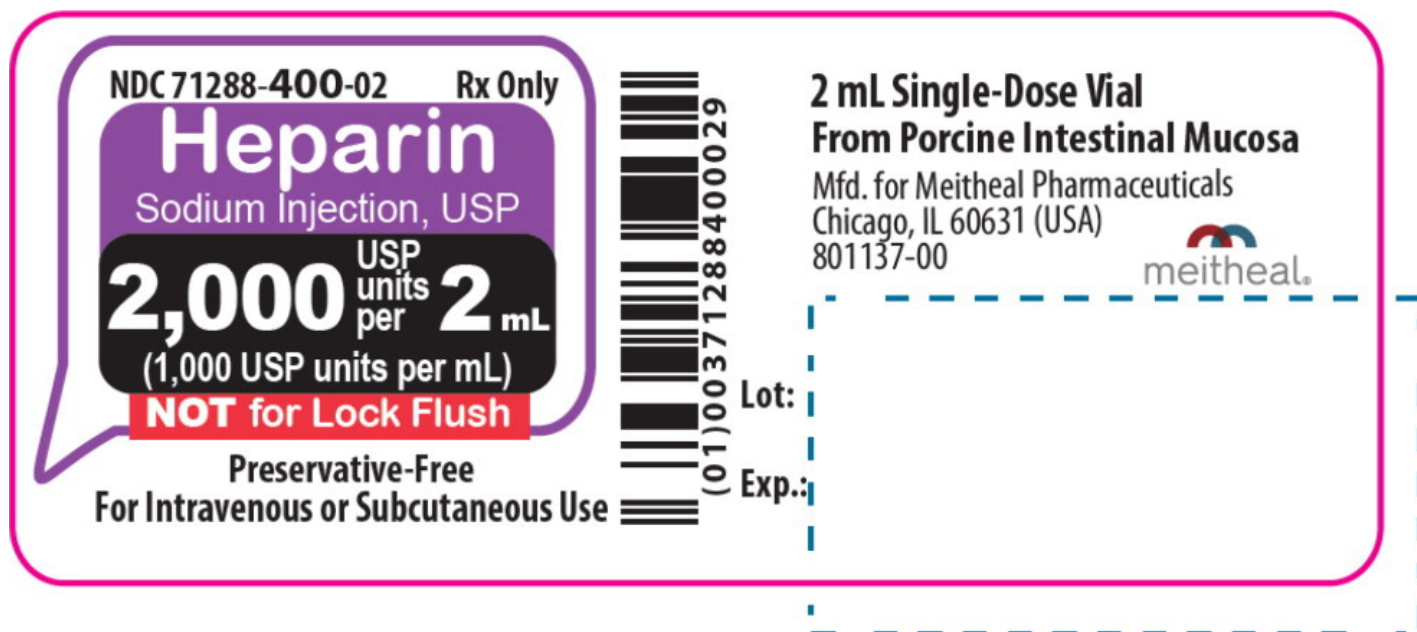 NDC 71288-400-02 Rx Only
Heparin
Sodium Injection, USP
2,000 USP units per 2 mL
(1,000 USP units per mL)
NOT for Lock Flush
Preservative-Free
For Intravenous or Subcutaneous Use
(01)00371288400029
2 mL Single-Dose Vial
From Porcine Intestinal Mucosa
Mfd. for Meitheal Pharmaceuticals
Chicago, IL 60631 (USA)
801137-00
meitheal®
Lot:
Exp.: